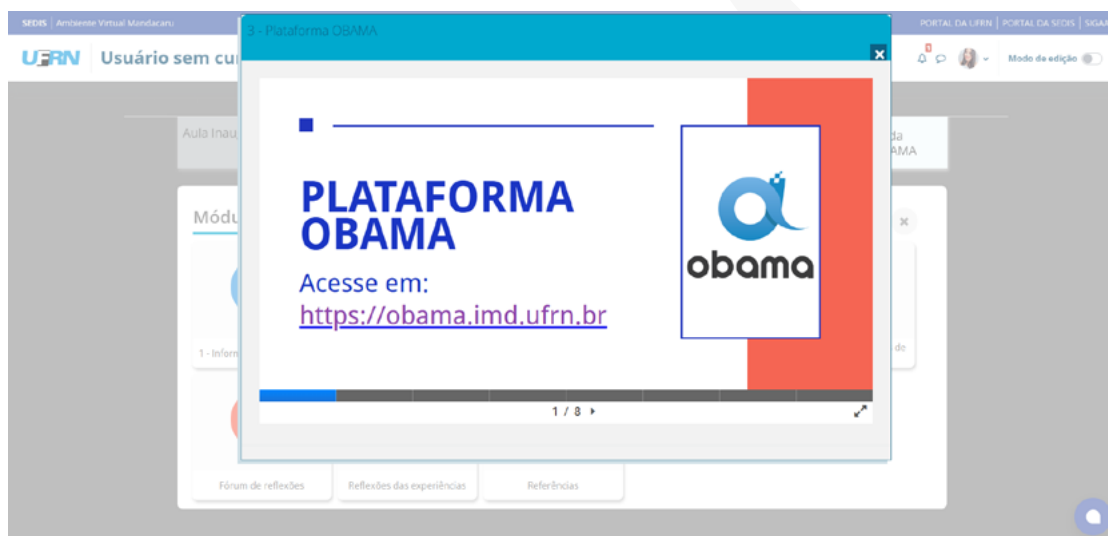 SEDIS | Ambiente Virtual Mandacaru
PORTAL DA UFRN | PORTAL DA SEDIS | SIGAA
3 - Plataforma OBAMA
UFRN
Usuário sem cu
Modo de edição
Aula Inau
da
AMA
PLATAFORMA
OBAMA
Acesse em:
https://obama.imd.ufrn.br
obama
Módu
1 - Inform
de
1 / 8
Fórum de reflexões
Reflexões das experiências
Referências